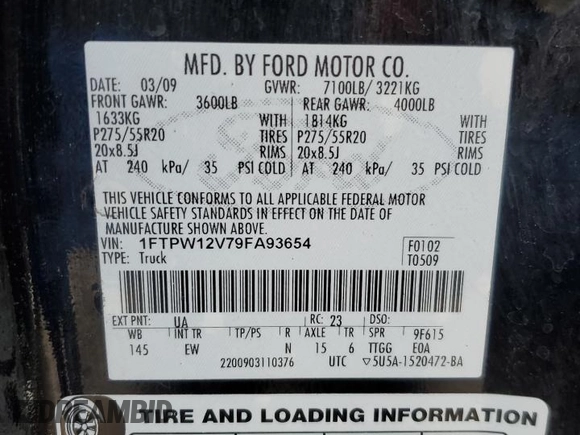 MFD. BY FORD MOTOR CO.
DATE: 03/09 GVWR: 7100LB/ 3221KG
FRONT GAWR: 3600LB REAR GAWR: 4000LB
1633KG WITH 1814KG WITH
P275/55R20 TIRES P275/55R20 TIRES
20x8.5J RIMS 20x8.5J RIMS
AT 240 kPa/ 35 PSI COLD AT 240 kPa/ 35 PSI COLD
THIS VEHICLE CONFORMS TO ALL APPLICABLE FEDERAL MOTOR
VEHICLE SAFETY STANDARDS IN EFFECT ON THE DATE OF
MANUFACTURE SHOWN ABOVE.
VIN: 1FTPW12V79FA93654 F0102
TYPE: Truck T0509
EXT PNT: UA RC: 23 DSO:
WB INT TR TP/PS R AXLE TR SPR 9F615
145 EW N 15 6 TTGG E0A
2200903110376 UTC ▽5U5A-1520472-BA
TIRE AND LOADING INFORMATION
DREAMBID